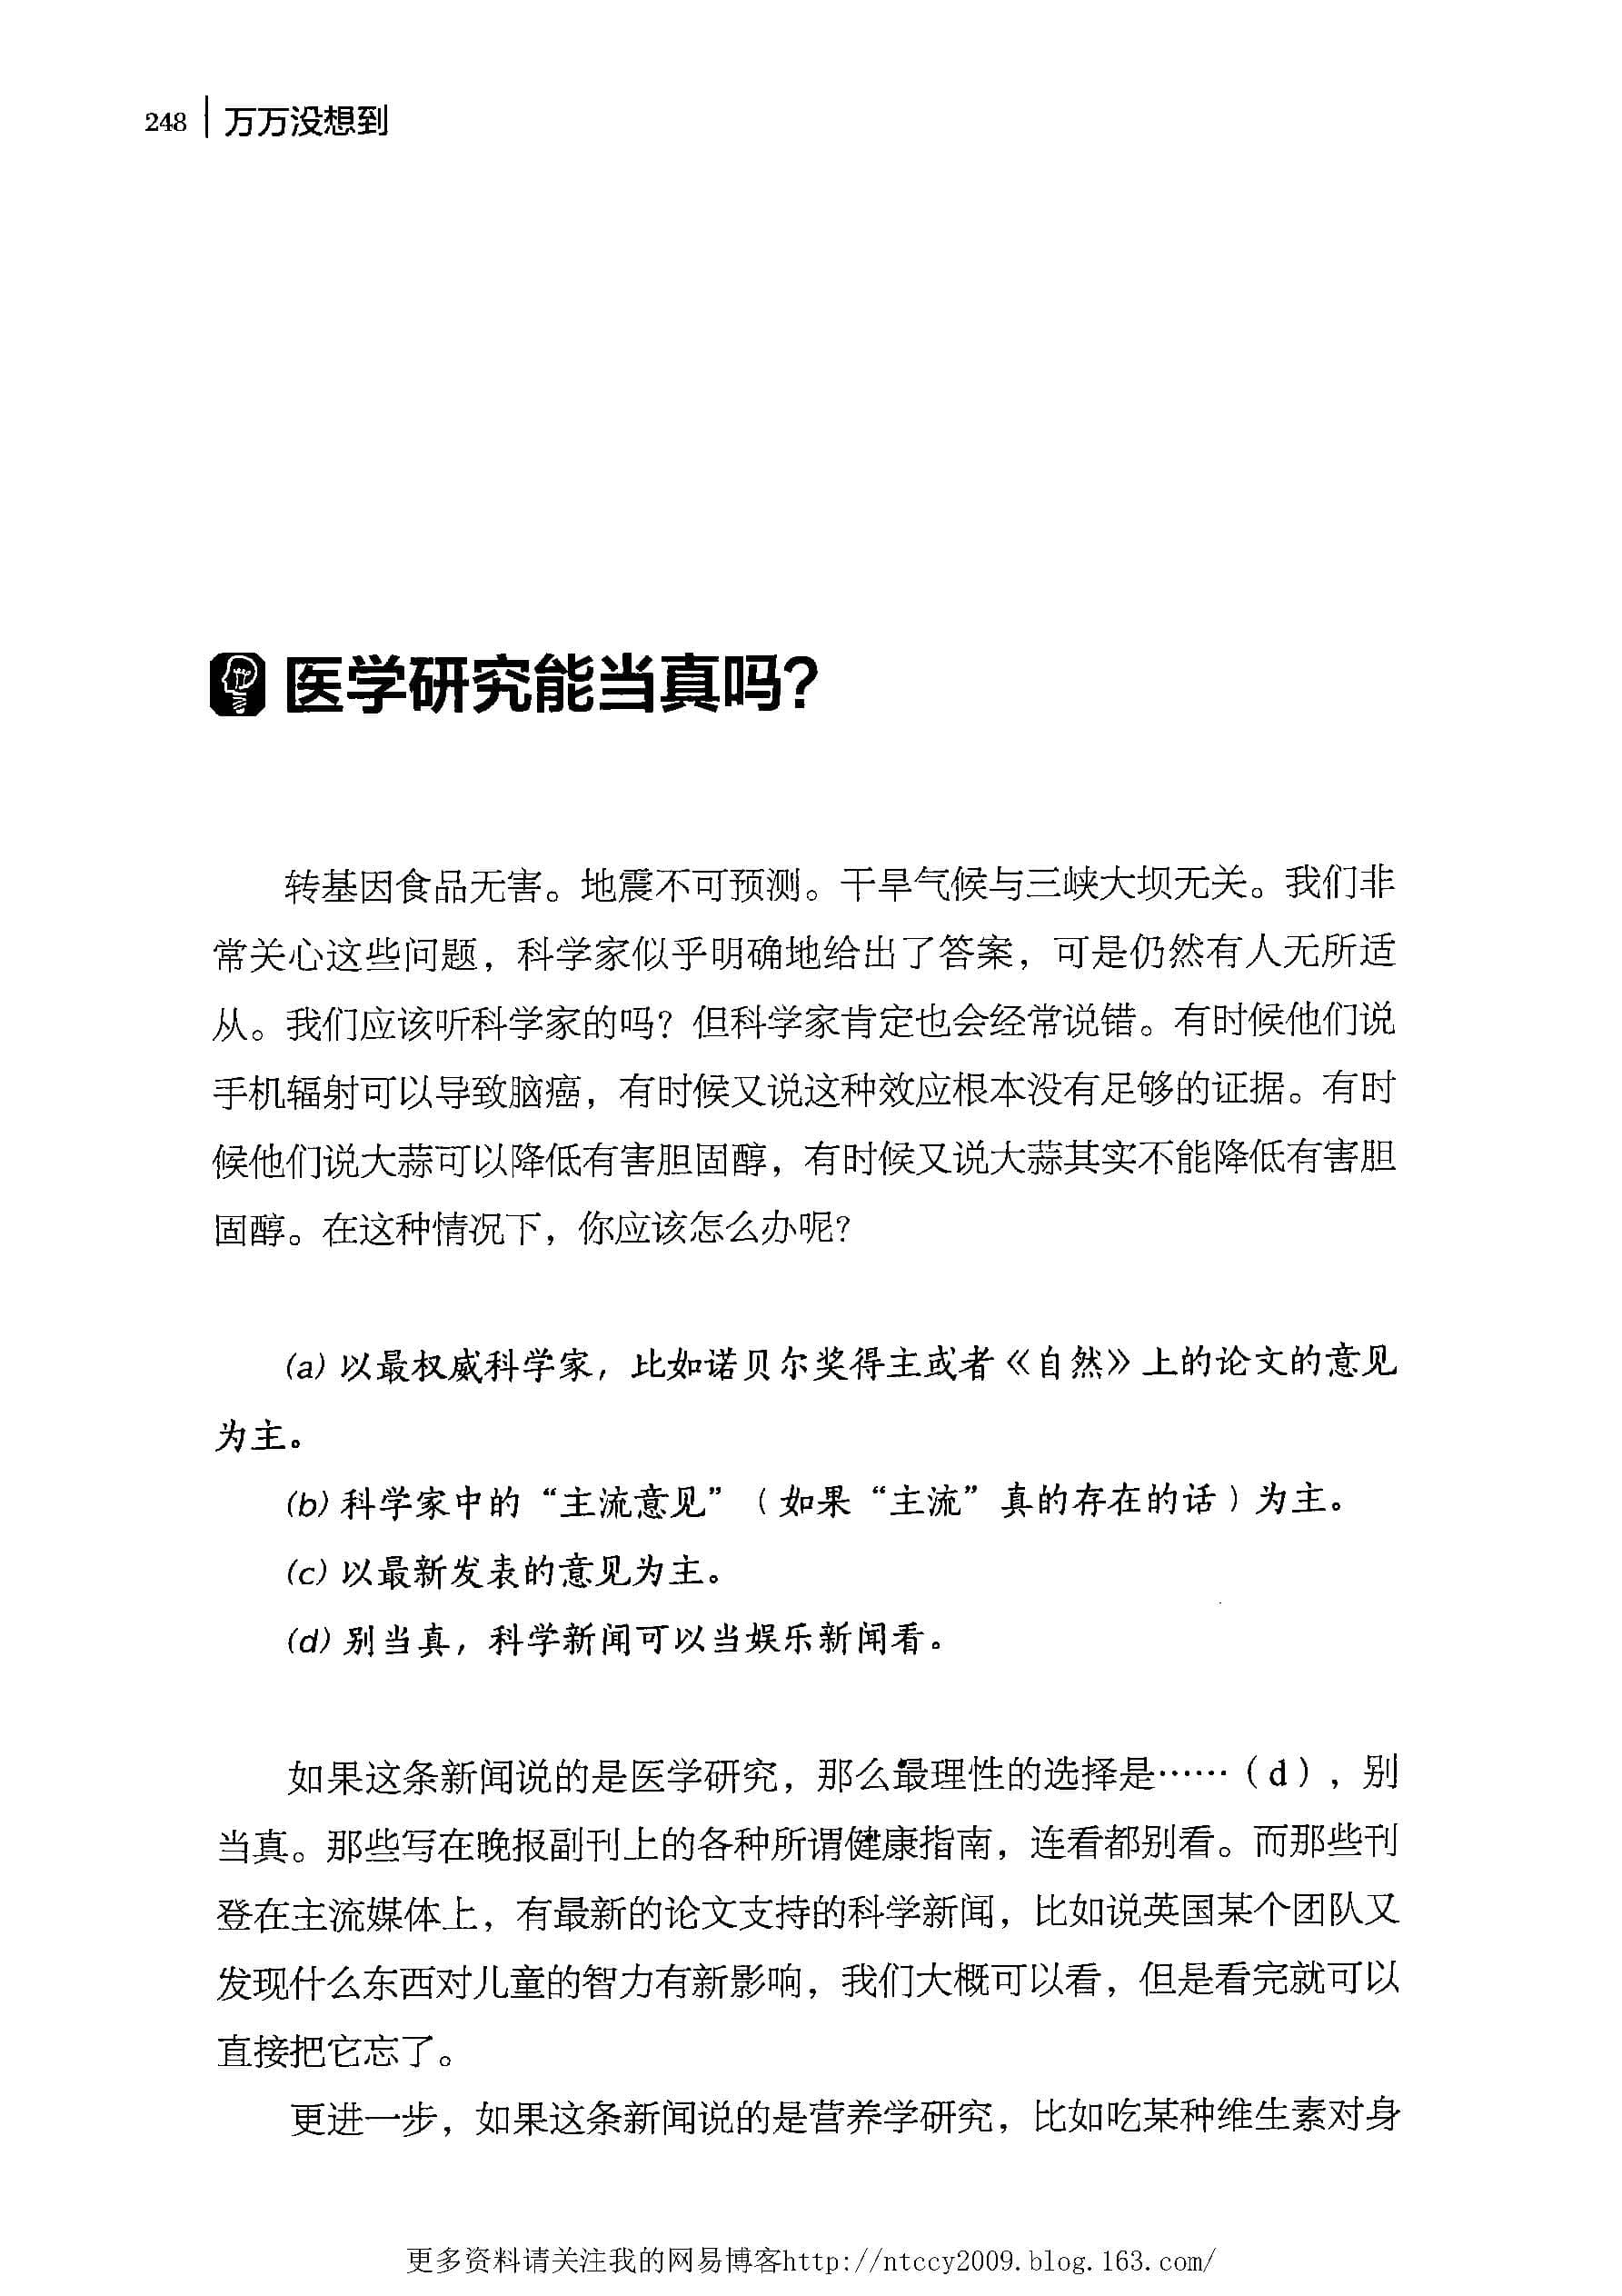 248 万万没想到
医学研究能当真吗?
转基因食品无害。地震不可预测。干旱气候与三峡大坝无关。我们非
常关心这些问题，科学家似乎明确地给出了答案，可是仍然有人无所适
从。我们应该听科学家的吗? 但科学家肯定也会经常说错。有时候他们说
手机辐射可以导致脑癌，有时候又说这种效应根本没有足够的证据。有时
候他们说大蒜可以降低有害胆固醇，有时候又说大蒜其实不能降低有害胆
固醇。在这种情况下，你应该怎么办呢?
(a) 以最权威科学家，比如诺贝尔奖得主或者《自然》上的论文的意见
为主。
(b) 科学家中的“主流意见”（如果“主流”真的存在的话）为主。
(c) 以最新发表的意见为主。
(d) 别当真，科学新闻可以当娱乐新闻看。
如果这条新闻说的是医学研究，那么最理性的选择是……（d），别
当真。那些写在晚报副刊上的各种所谓健康指南，连看都别看。而那些刊
登在主流媒体上，有最新的论文支持的科学新闻，比如说英国某个团队又
发现什么东西对儿童的智力有新影响，我们大概可以看，但是看完就可以
直接把它忘了。
更进一步，如果这条新闻说的是营养学研究，比如吃某种维生素对身
更多资料请关注我的网易博客http://ntccy2009.blog.163.com/